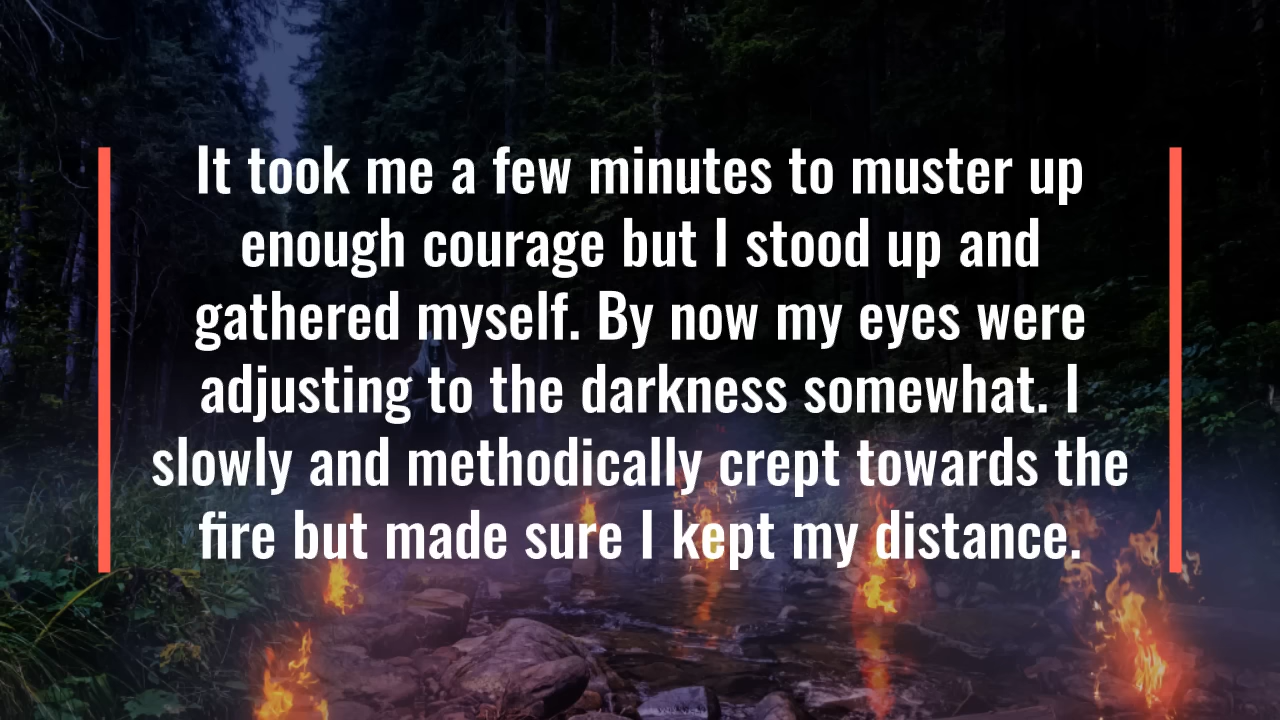 It took me a few minutes to muster up
enough courage but I stood up and
gathered myself. By now my eyes were
adjusting to the darkness somewhat. I
slowly and methodically crept towards the
fire but made sure I kept my distance.